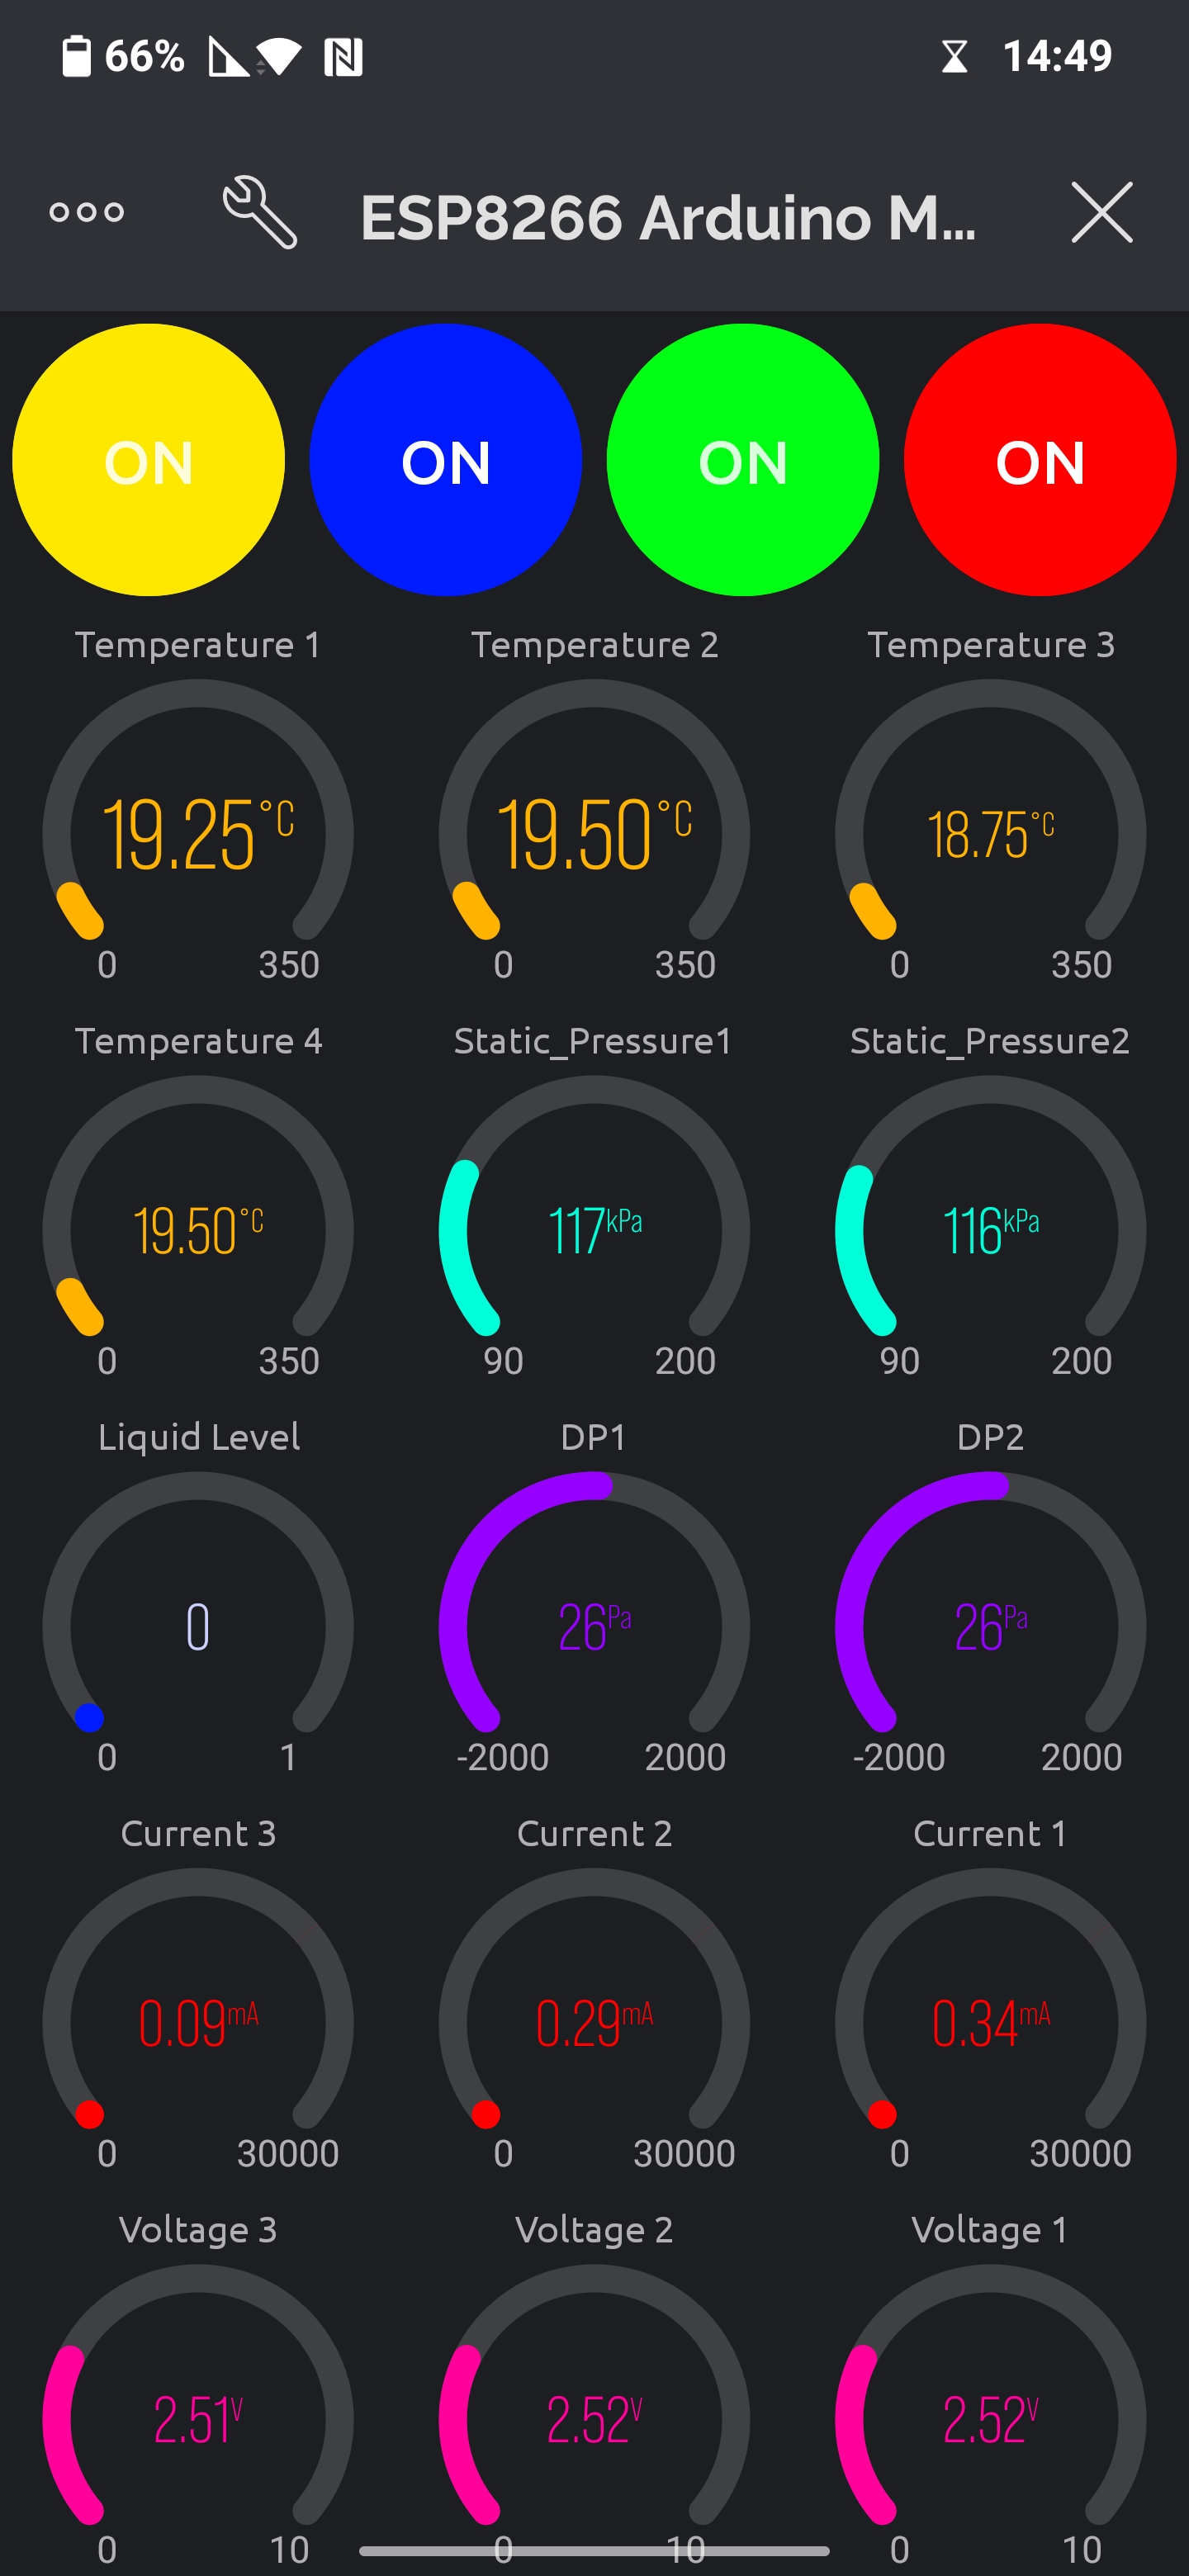 66% 14:49
ESP8266 Arduino M...
ON ON ON ON
Temperature 1 Temperature 2 Temperature 3
19.25°C 19.50°C 18.75°C
0 350 0 350 0 350
Temperature 4 Static_Pressure1 Static_Pressure2
19.50°C 117kPa 116kPa
0 350 90 200 90 200
Liquid Level DP1 DP2
0 26Pa 26Pa
0 1 -2000 2000 -2000 2000
Current 3 Current 2 Current 1
0.09mA 0.29mA 0.34mA
0 30000 0 30000 0 30000
Voltage 3 Voltage 2 Voltage 1
2.51V 2.52V 2.52V
0 10 0 10 0 10